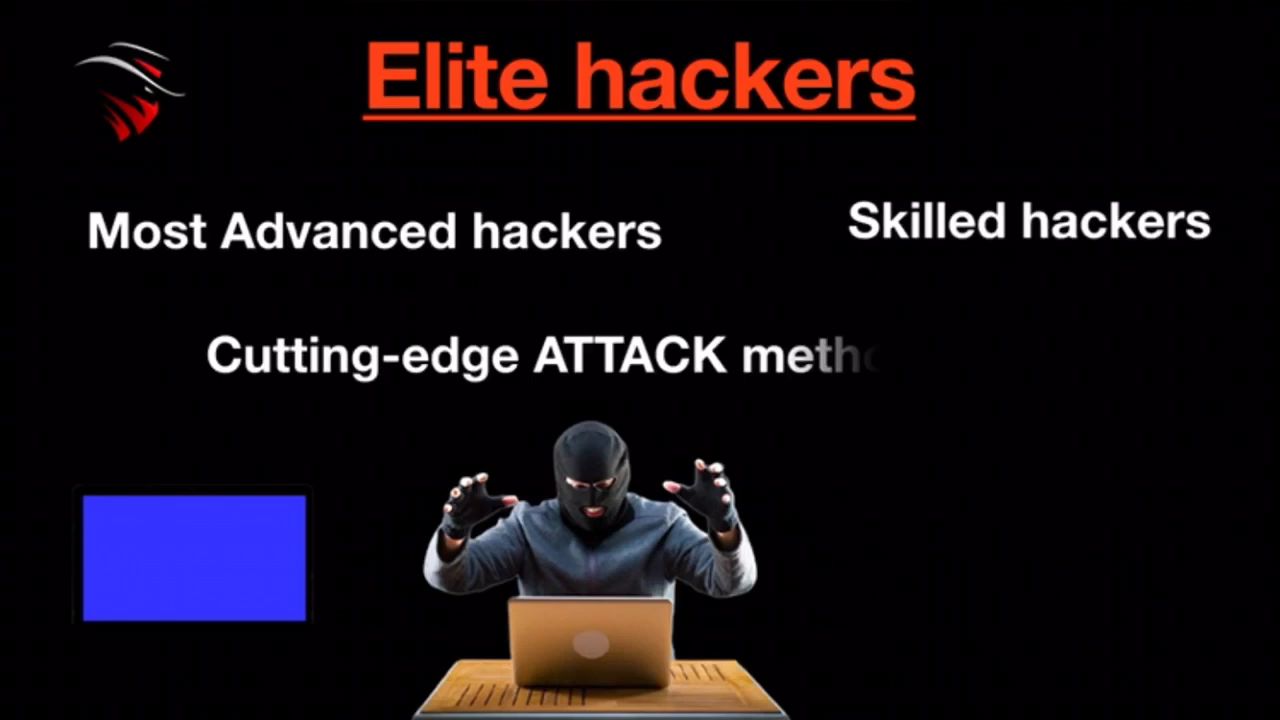 Elite hackers
Most Advanced hackers
Skilled hackers
Cutting-edge ATTACK